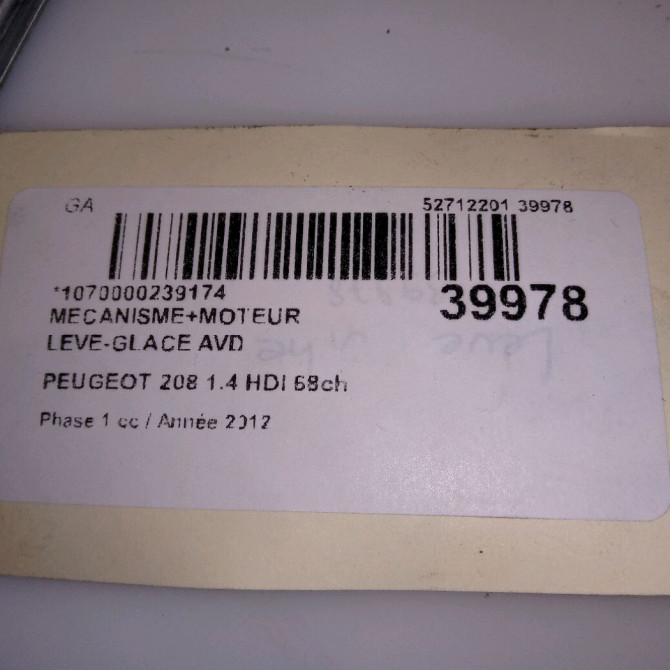 GA 52712201 39978
*1070000239174 39978
MECANISME+MOTEUR
LEVE-GLACE AVD
PEUGEOT 208 1.4 HDI 68ch
Phase 1 cc / Année 2012